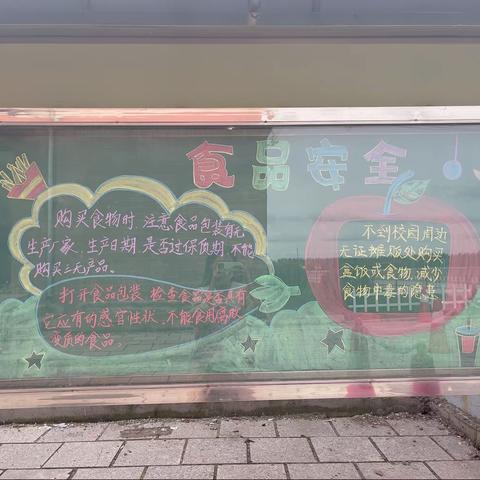 食品安全
购买食物时,注意食品包装有无
生产厂家、生产日期,是否过保质期,不能
购买三无产品。
打开食品包装,检查食品是否具有
它应有的感官性状,不能食用腐败
变质的食品。
不到校园周边
无证摊贩处购买
盒饭或食物,减少
食物中毒的隐患